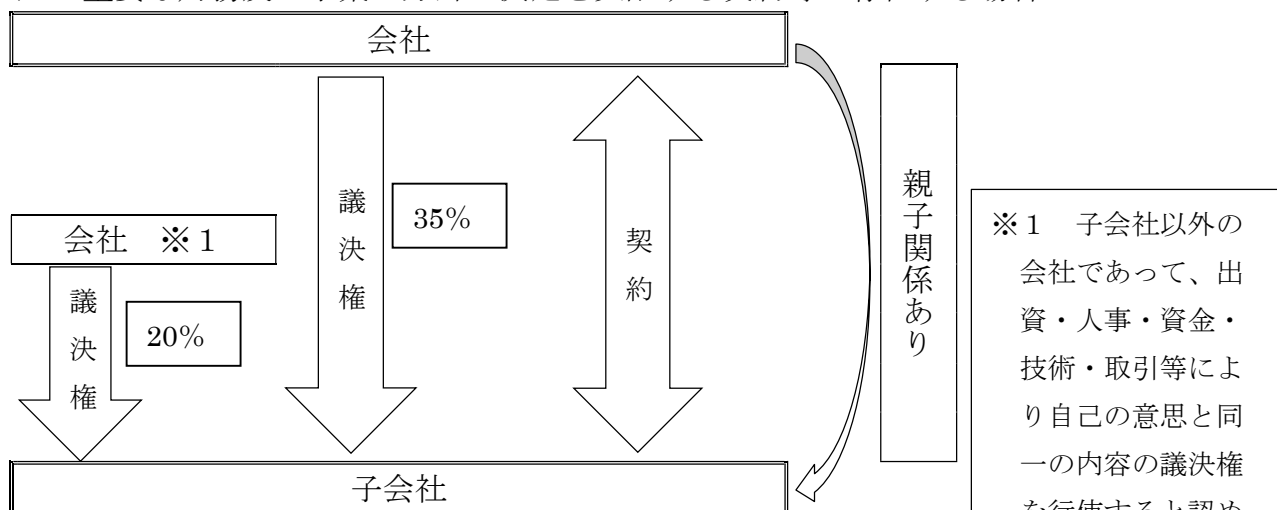 会社
議決権
35%
契約
親子関係あり
会社 ※1
議決権
20%
子会社
※1 子会社以外の
会社であって、出
資・人事・資金・
技術・取引等によ
り自己の意思と同
一の内容の議決権